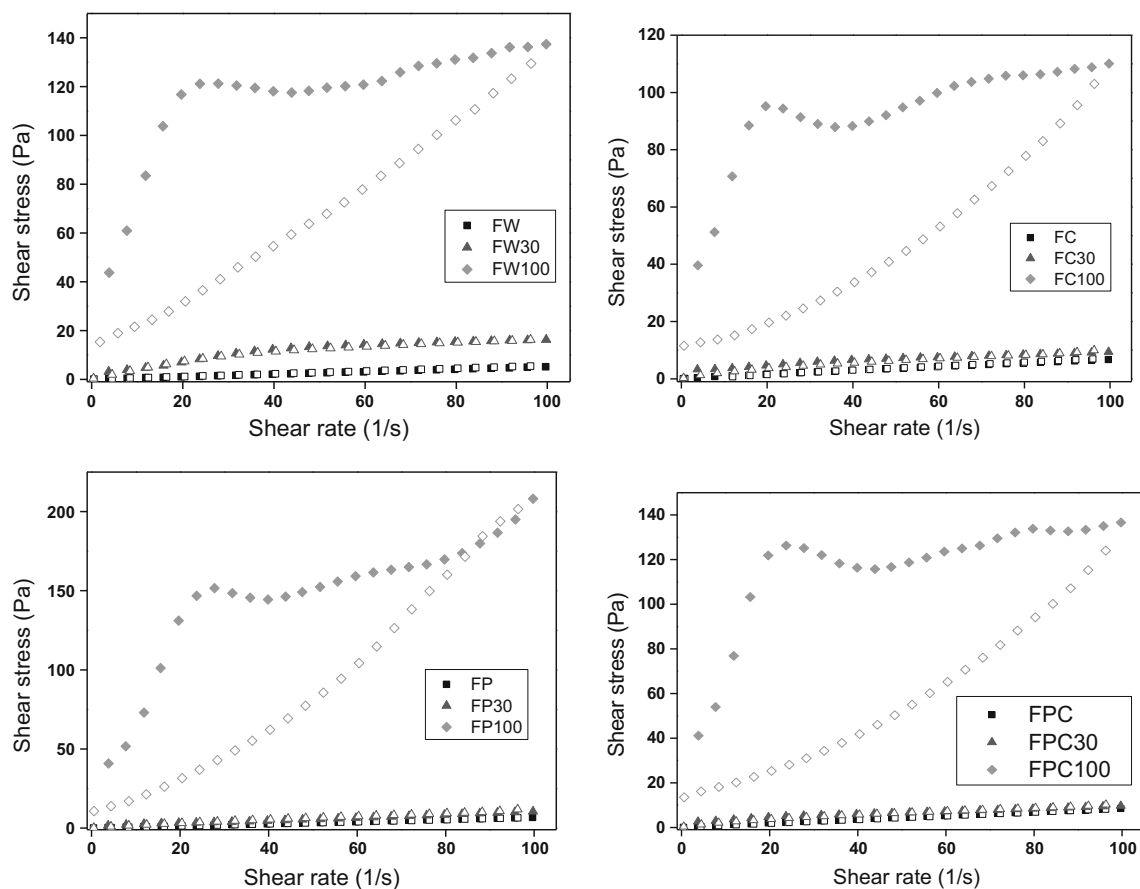 140
120
100
80
60
40
20
0
Shear stress (Pa)
FW
FW30
FW100
0 20 40 60 80 100
Shear rate (1/s)
120
100
80
60
40
20
0
Shear stress (Pa)
FC
FC30
FC100
0 20 40 60 80 100
Shear rate (1/s)
200
150
100
50
0
Shear stress (Pa)
FP
FP30
FP100
0 20 40 60 80 100
Shear rate (1/s)
140
120
100
80
60
40
20
0
Shear stress (Pa)
FPC
FPC30
FPC100
0 20 40 60 80 100
Shear rate (1/s)